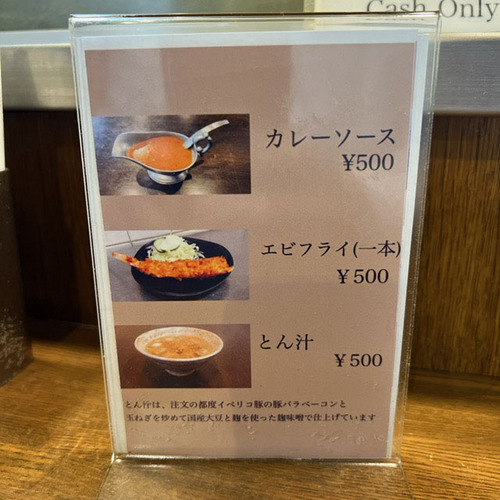 Cash Only
カレーソース
¥500
エビフライ(一本)
¥500
とん汁
¥500
とん汁は、注文の都度イベリコ豚の豚バラベーコンと
玉ねぎを炒めて国産大豆と麹を使った麹味噌で仕上げています